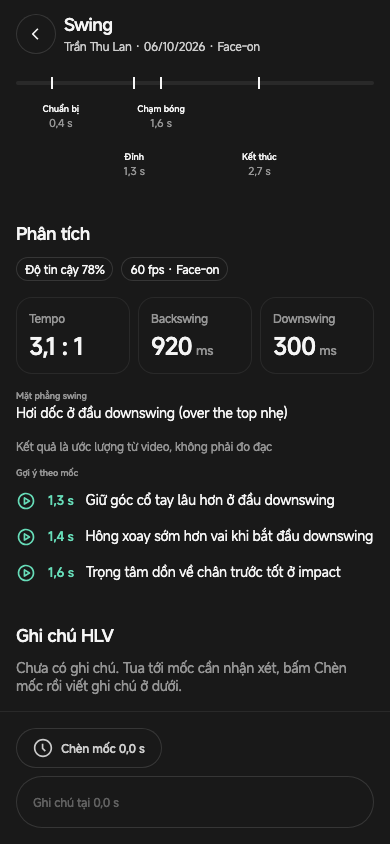 Swing
Trần Thu Lan · 06/10/2026 · Face-on
Chuẩn bị
0,4 s
Chạm bóng
1,6 s
Đỉnh
1,3 s
Kết thúc
2,7 s
Phân tích
Độ tin cậy 78%
60 fps · Face-on
Tempo
3,1 : 1
Backswing
920 ms
Downswing
300 ms
Mặt phẳng swing
Hơi dốc ở đầu downswing (over the top nhẹ)
Kết quả là ước lượng từ video, không phải đo đạc
Gợi ý theo mốc
1,3 s Giữ góc cổ tay lâu hơn ở đầu downswing
1,4 s Hông xoay sớm hơn vai khi bắt đầu downswing
1,6 s Trọng tâm dồn về chân trước tốt ở impact
Ghi chú HLV
Chưa có ghi chú. Tua tới mốc cần nhận xét, bấm Chèn
mốc rồi viết ghi chú ở dưới.
Chèn mốc 0,0 s
Ghi chú tại 0,0 s